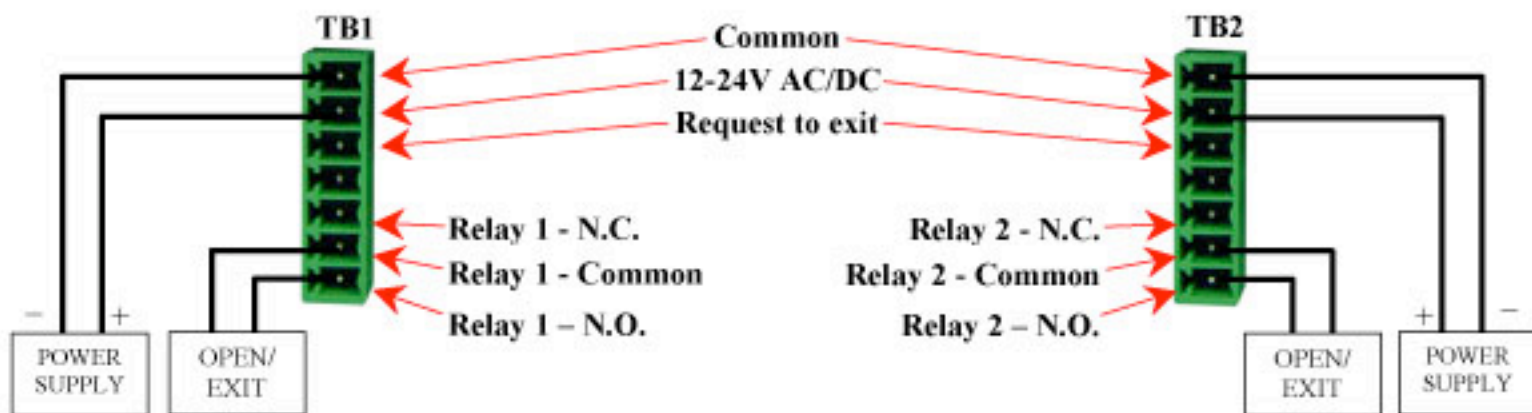 TB1
TB2
Common
12-24V AC/DC
Request to exit
Relay 1 - N.C.
Relay 1 - Common
Relay 1 – N.O.
Relay 2 - N.C.
Relay 2 - Common
Relay 2 – N.O.
− +
POWER
SUPPLY
OPEN/
EXIT
OPEN/
EXIT
+ −
POWER
SUPPLY